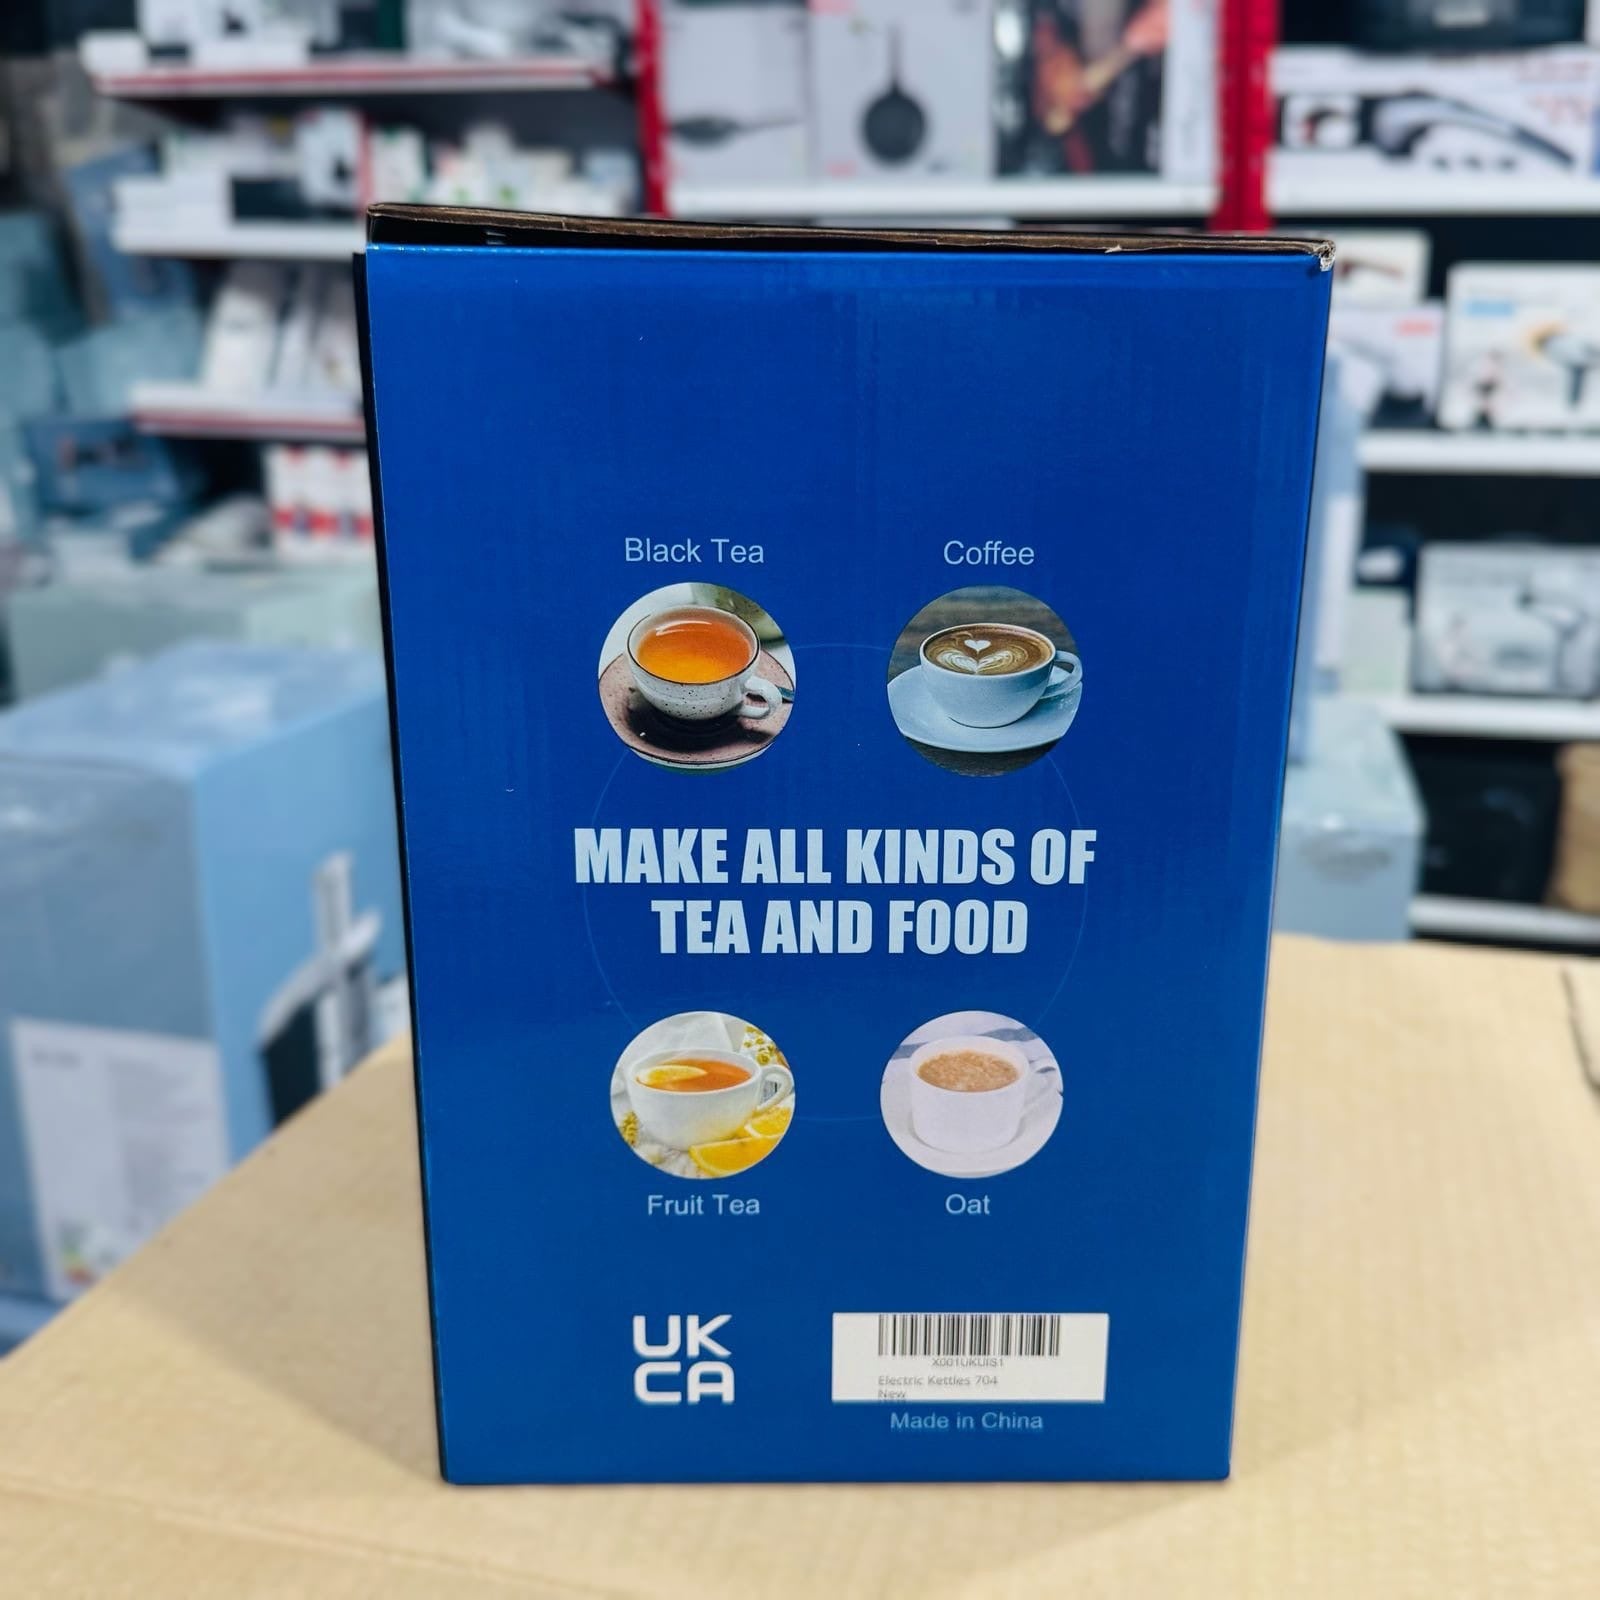 Black Tea
Coffee
MAKE ALL KINDS OF
TEA AND FOOD
Fruit Tea
Oat
UK
CA
X001UKUIS1
Electric Kettles 704
New
Made in China